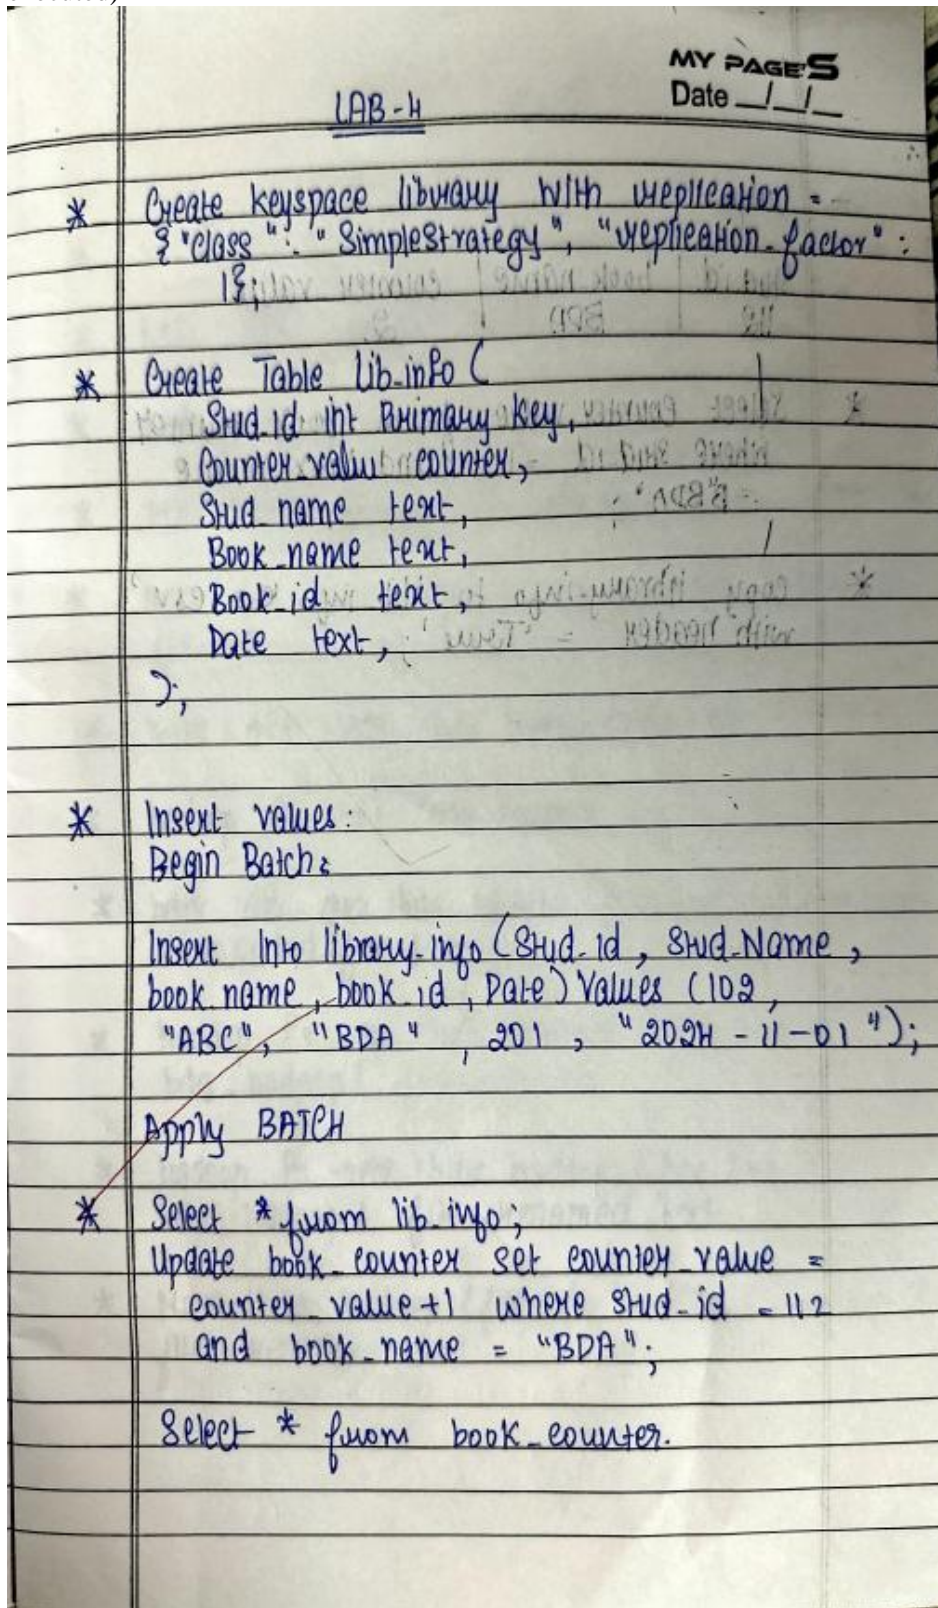 MY PAGES
Date __/__/__
LAB-4
* Create keyspace library with replication =
{ "class" : "SimpleStrategy", "replication_factor" :
1};
* Create Table lib_info (
Stud_id int Primary key,
Counter_value counter,
Stud_name text,
Book_name text,
Book_id text,
Date text,
);
* Insert values:
Begin Batch:
Insert Into library_info (Stud_id, Stud_Name,
book_name, book_id, Date) Values (102,
"ABC", "BDA", 201, "2024-11-01");
Apply BATCH
* Select * from lib_info;
Update book_counter set counter_value =
counter_value+1 where stud_id = 112
and book_name = "BDA";
Select * from book_counter.